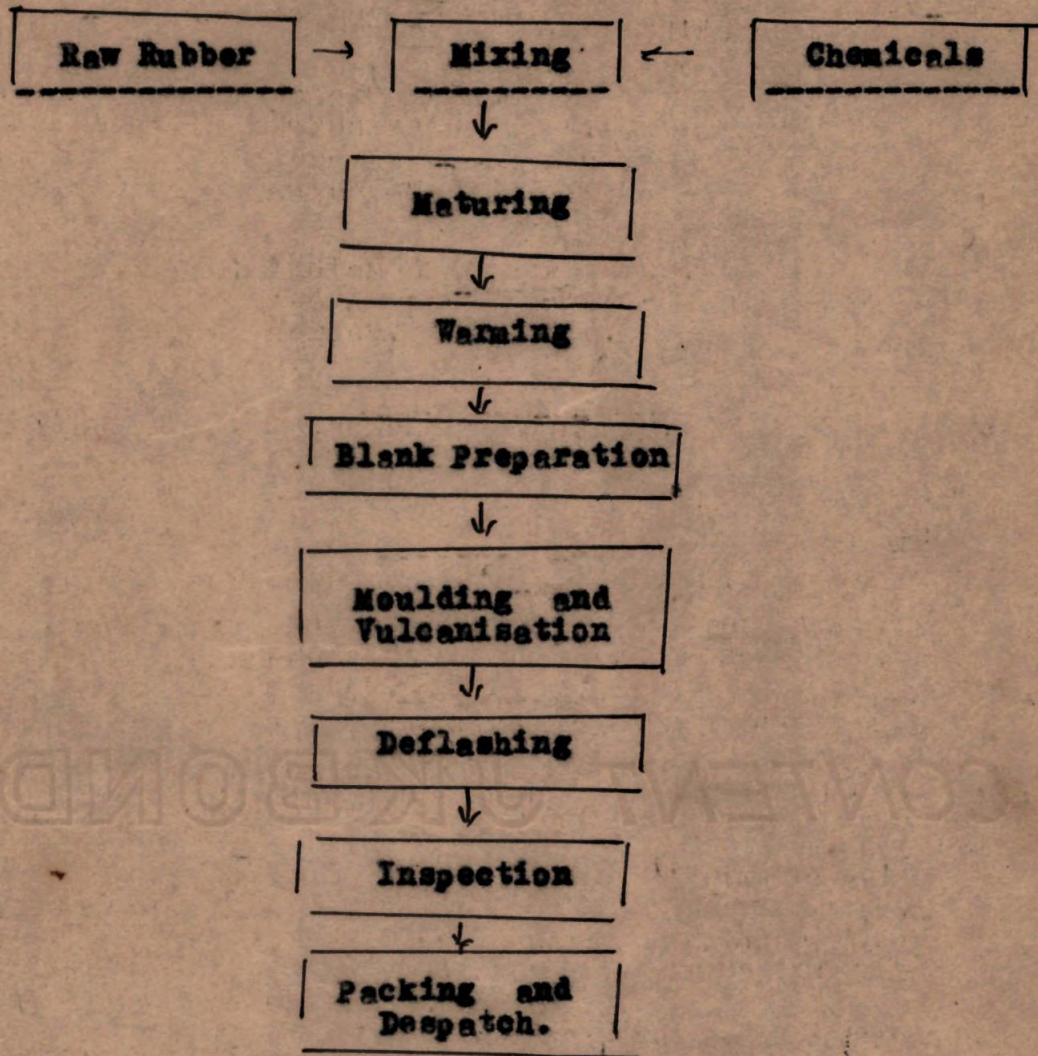 Raw Rubber → Mixing ← Chemicals
Maturing
Warming
Blank Preparation
Moulding and
Vulcanisation
Deflashing
Inspection
Packing and
Despatch.